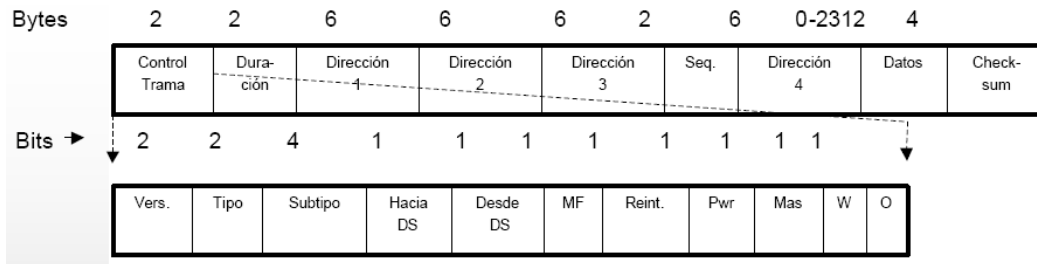 Bytes 2 2 6 6 6 2 6 0-2312 4
Control Dura- Dirección Dirección Dirección Seq. Dirección Datos Check-
Trama ción 1 2 3 4 sum
Bits 2 2 4 1 1 1 1 1 1 1 1
Vers. Tipo Subtipo Hacia Desde MF Reint. Pwr Mas W O
DS DS